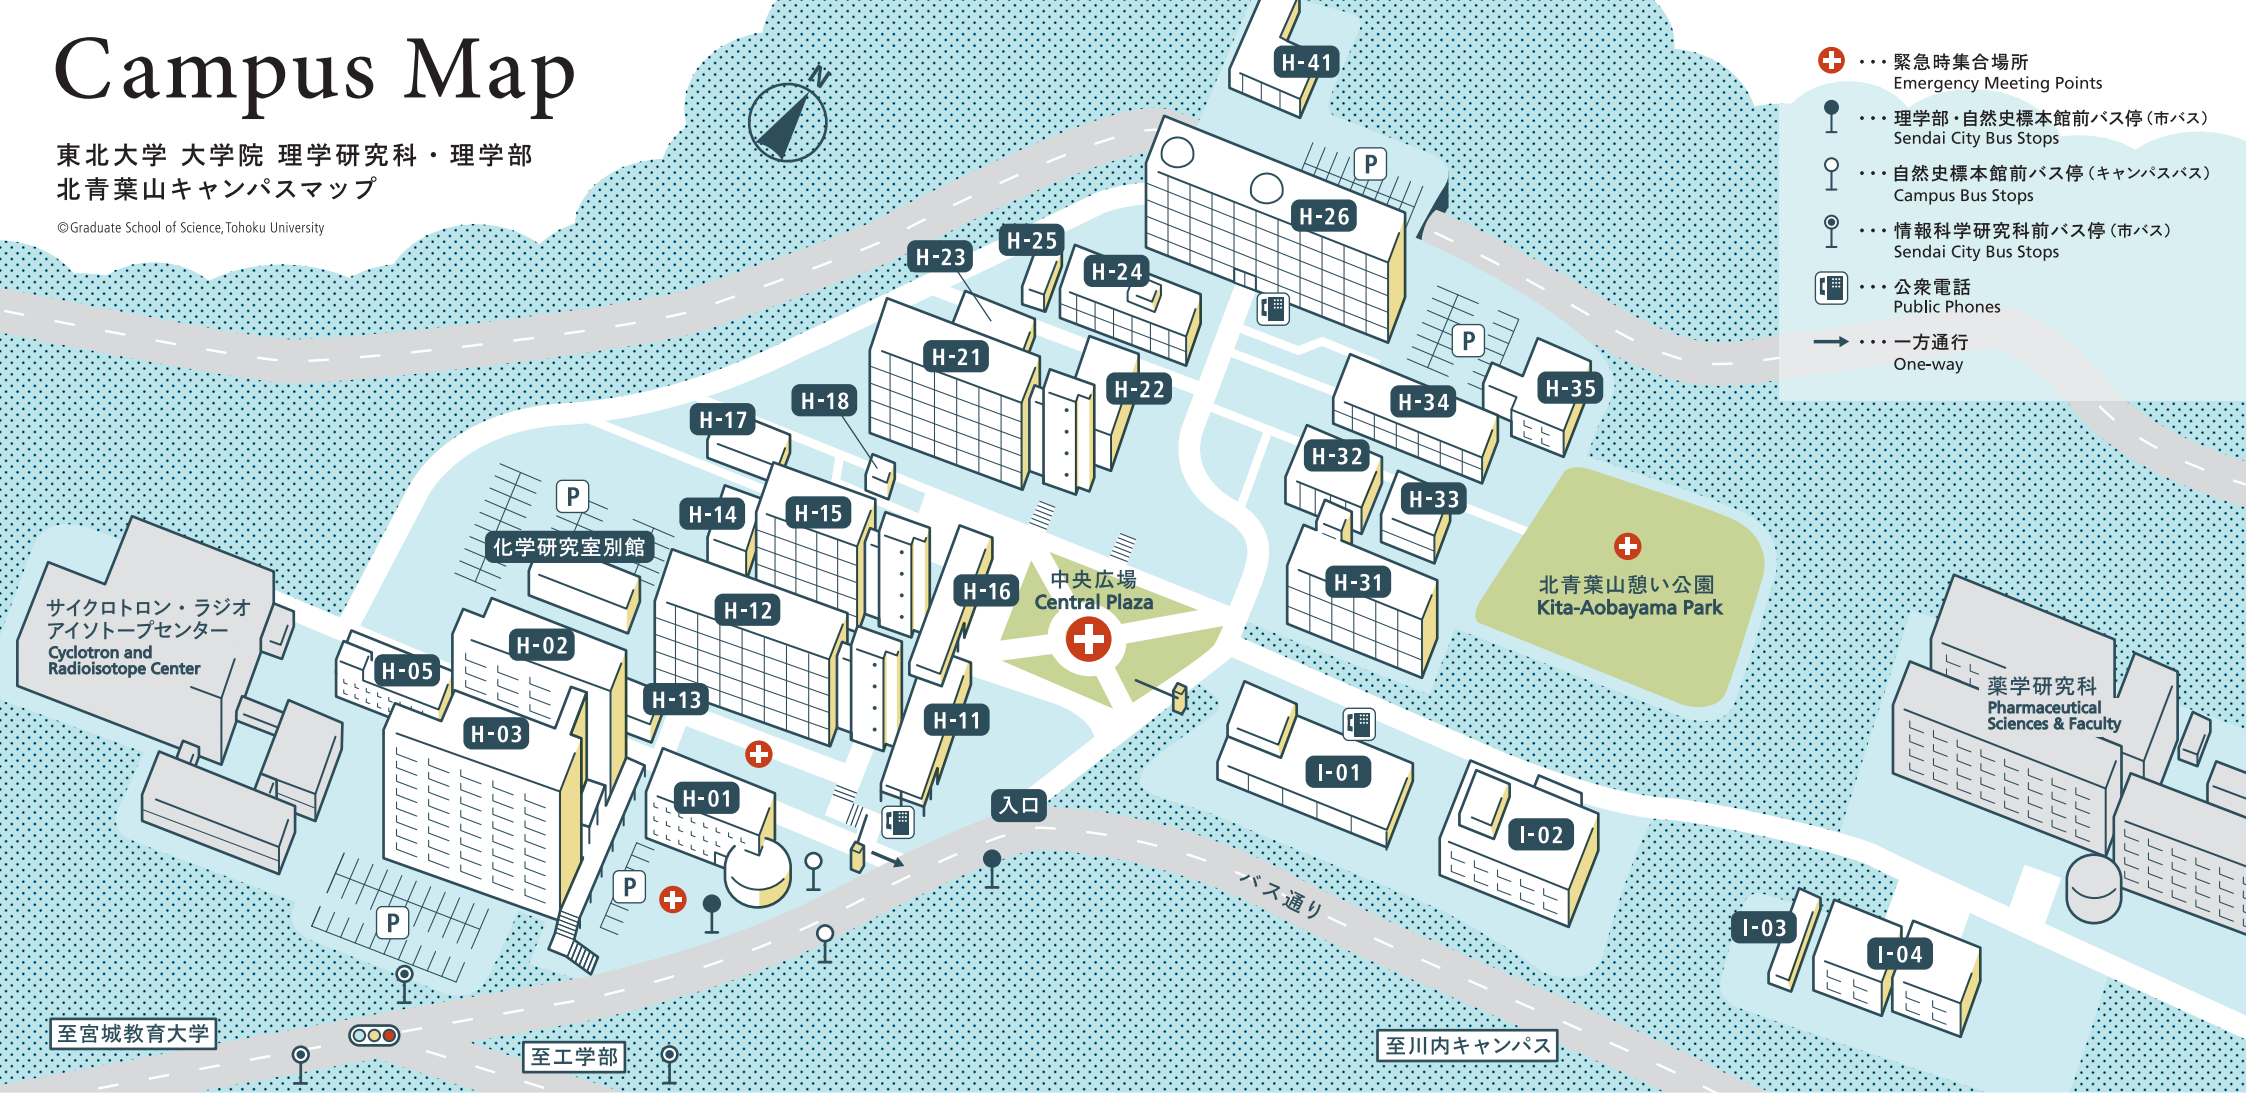 Campus Map
東北大学 大学院 理学研究科・理学部
北青葉山キャンパスマップ
©Graduate School of Science, Tohoku University
N
･･･ 緊急時集合場所
Emergency Meeting Points
･･･ 理学部・自然史標本館前バス停（市バス）
Sendai City Bus Stops
･･･ 自然史標本館前バス停（キャンパスバス）
Campus Bus Stops
･･･ 情報科学研究科前バス停（市バス）
Sendai City Bus Stops
･･･ 公衆電話
Public Phones
･･･ 一方通行
One-way
H-41
P
H-26
H-25
H-23
H-24
P
H-21
H-22
H-35
H-34
H-18
H-17
H-32
H-33
P
H-14
H-15
化学研究室別館
H-31
北青葉山憩い公園
Kita-Aobayama Park
中央広場
Central Plaza
H-16
H-12
サイクロトロン・ラジオ
アイソトープセンター
Cyclotron and
Radioisotope Center
H-02
H-05
H-13
H-03
H-11
薬学研究科
Pharmaceutical
Sciences & Faculty
I-01
H-01
入口
I-02
P
バス通り
P
I-03
I-04
至宮城教育大学
至工学部
至川内キャンパス